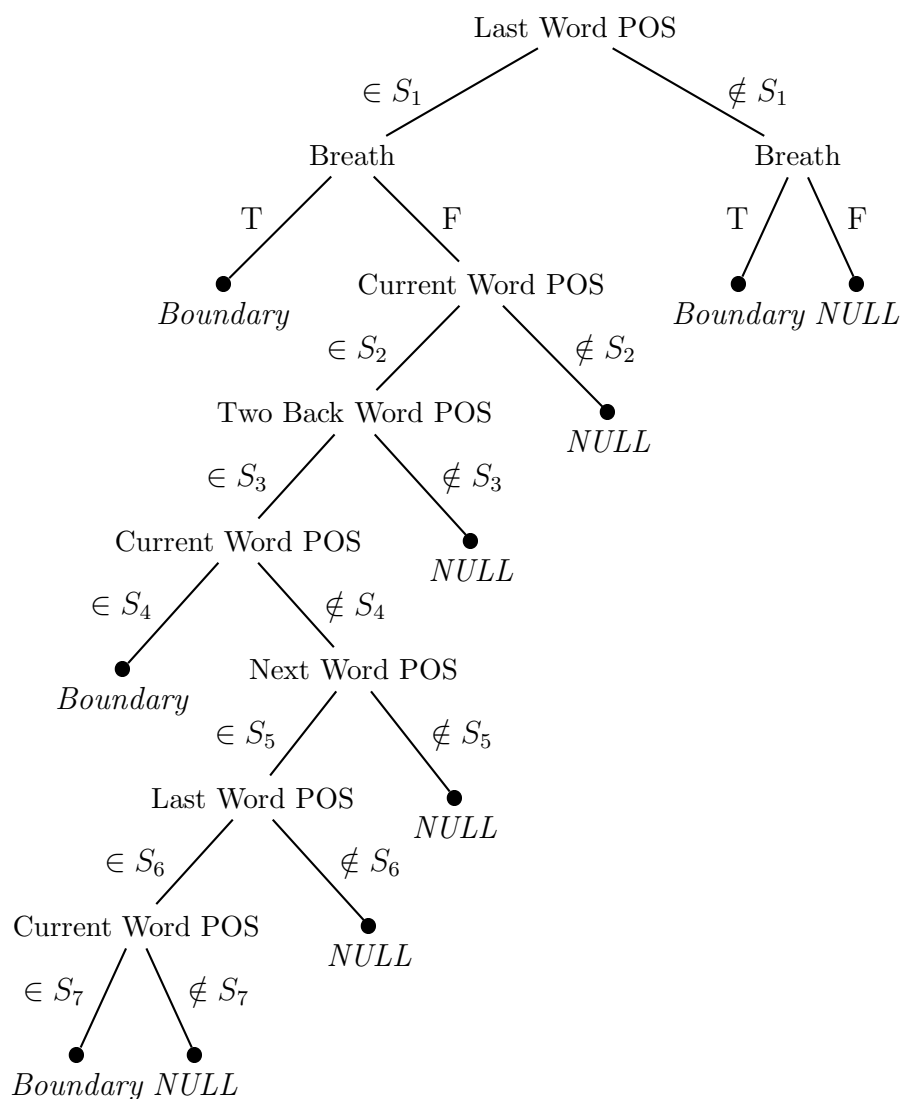 Last Word POS
∈ S₁ ∉ S₁
Breath Breath
T F T F
Boundary Current Word POS Boundary NULL
∈ S₂ ∉ S₂
Two Back Word POS NULL
∈ S₃ ∉ S₃
Current Word POS NULL
∈ S₄ ∉ S₄
Boundary Next Word POS
∈ S₅ ∉ S₅
Last Word POS NULL
∈ S₆ ∉ S₆
Current Word POS NULL
∈ S₇ ∉ S₇
Boundary NULL